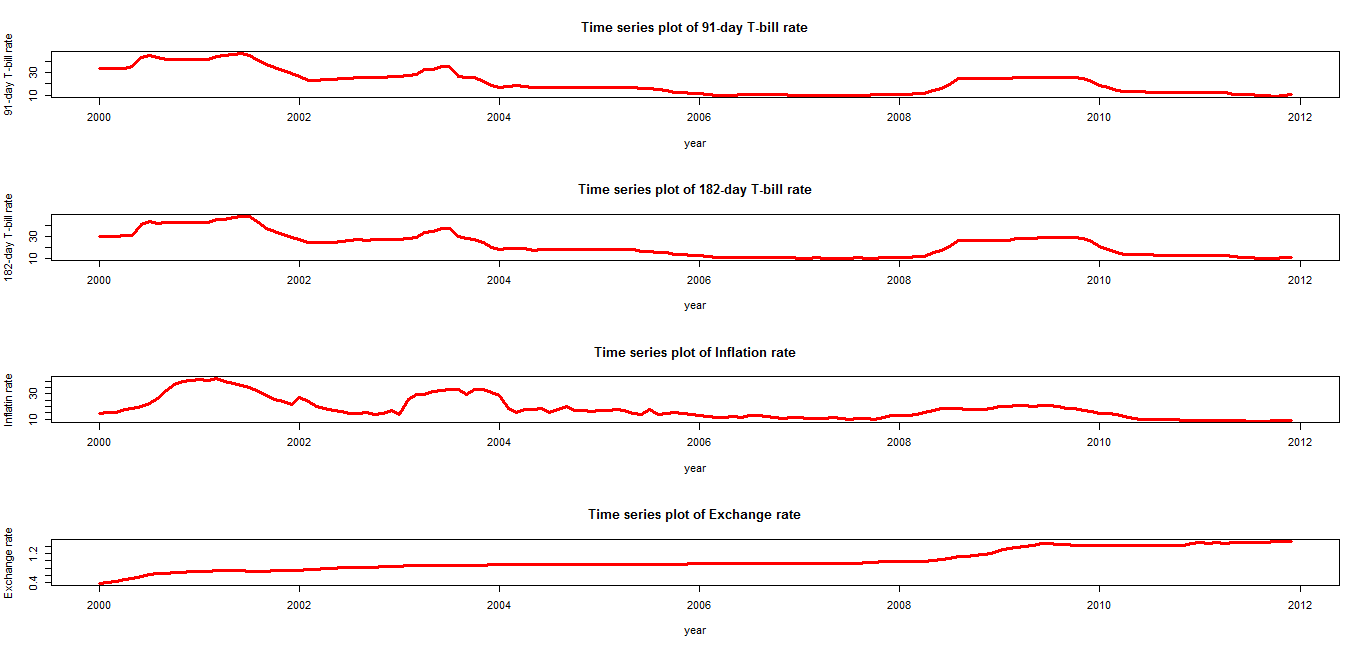 Time series plot of 91-day T-bill rate
91-day T-bill rate
30
10
2000 2002 2004 2006 2008 2010 2012
year
Time series plot of 182-day T-bill rate
182-day T-bill rate
30
10
2000 2002 2004 2006 2008 2010 2012
year
Time series plot of Inflation rate
Inflatin rate
30
10
2000 2002 2004 2006 2008 2010 2012
year
Time series plot of Exchange rate
Exchange rate
1.2
0.4
2000 2002 2004 2006 2008 2010 2012
year